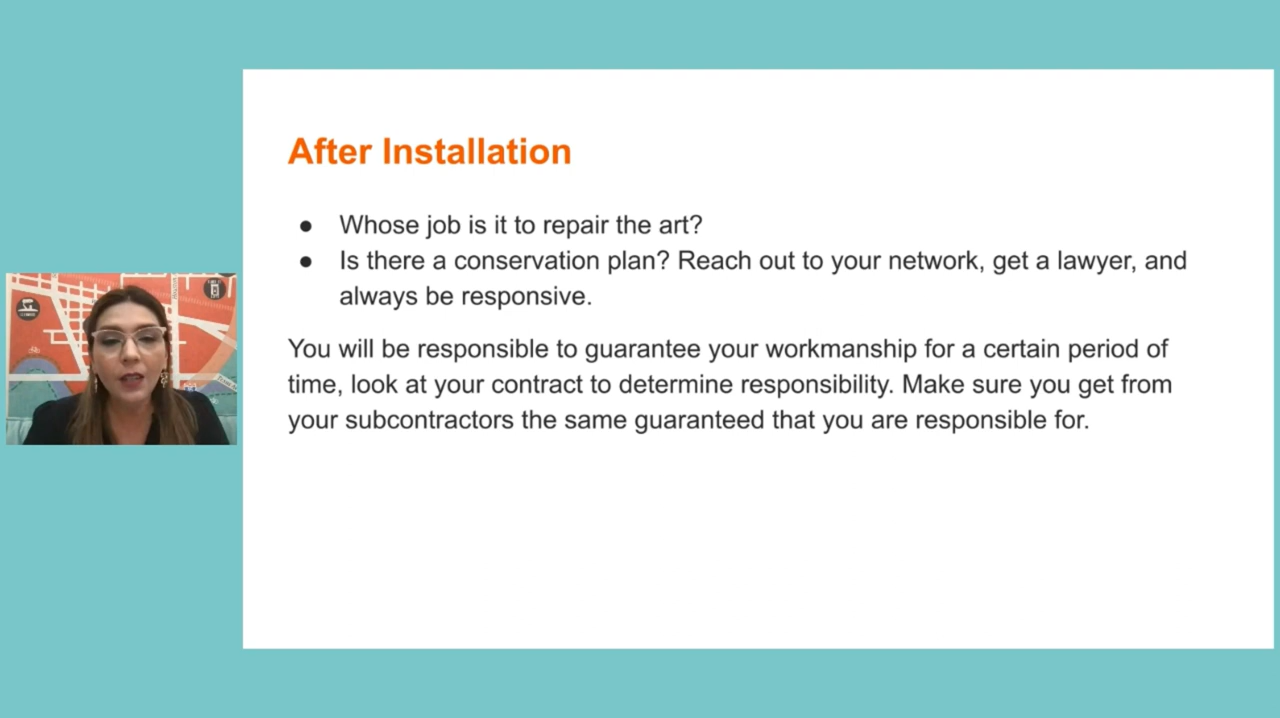 After Installation
● Whose job is it to repair the art?
● Is there a conservation plan? Reach out to your network, get a lawyer, and
always be responsive.
You will be responsible to guarantee your workmanship for a certain period of
time, look at your contract to determine responsibility. Make sure you get from
your subcontractors the same guaranteed that you are responsible for.